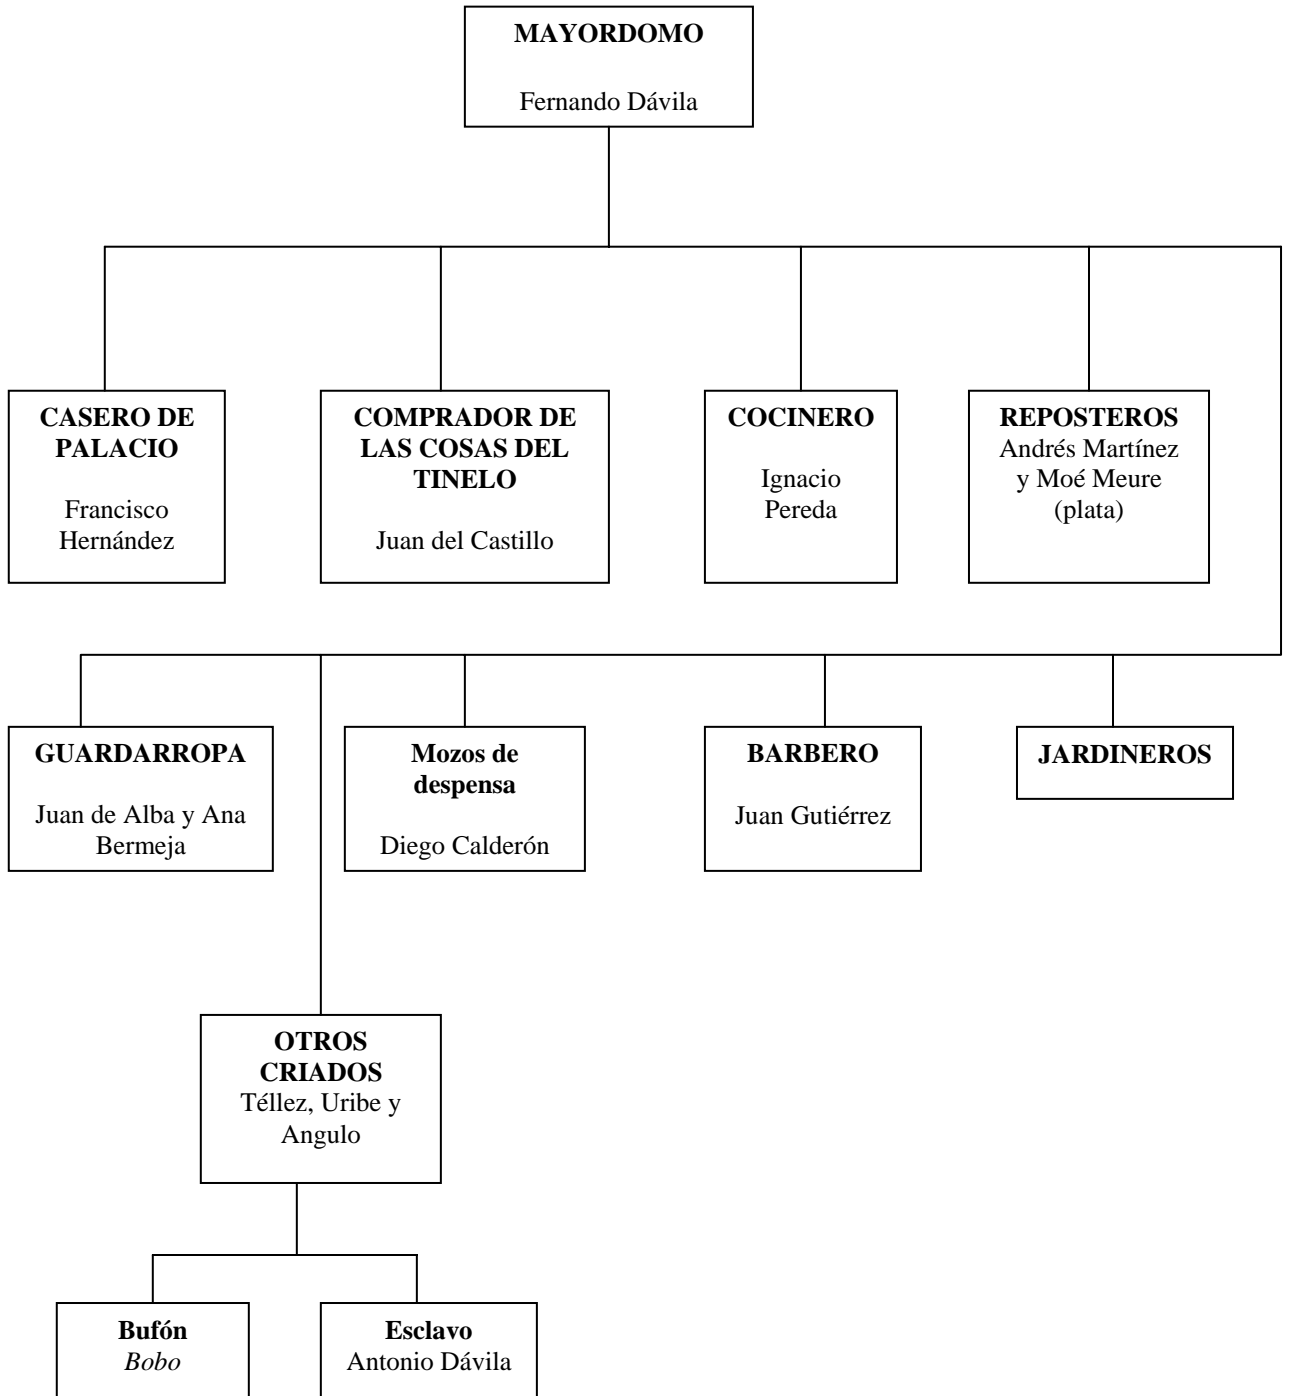 MAYORDOMO
Fernando Dávila
CASERO DE
PALACIO
Francisco
Hernández
COMPRADOR DE
LAS COSAS DEL
TINELO
Juan del Castillo
COCINERO
Ignacio
Pereda
REPOSTEROS
Andrés Martínez
y Moé Meure
(plata)
GUARDARROPA
Juan de Alba y Ana
Bermeja
Mozos de
despensa
Diego Calderón
BARBERO
Juan Gutiérrez
JARDINEROS
OTROS
CRIADOS
Téllez, Uribe y
Angulo
Bufón
Bobo
Esclavo
Antonio Dávila